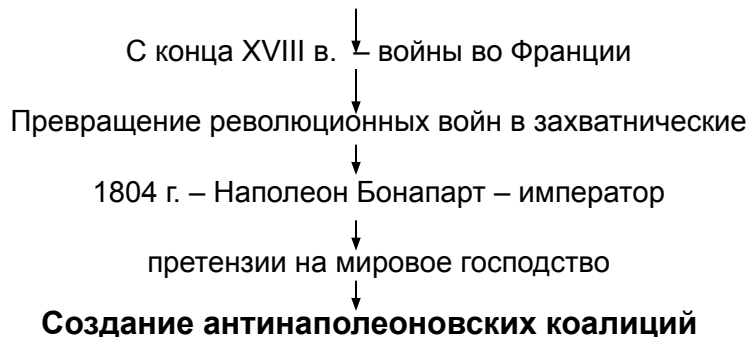 С конца XVIII в. – войны во Франции
Превращение революционных войн в захватнические
1804 г. – Наполеон Бонапарт – император
претензии на мировое господство
Создание антинаполеоновских коалиций